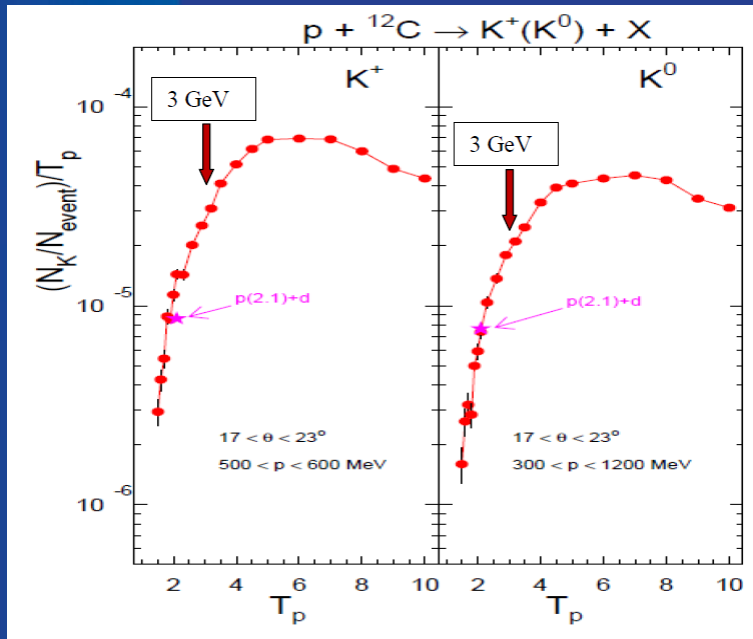 p + ¹²C → K⁺(K⁰) + X
(N_K/N_event)/T_p
10⁻⁴
10⁻⁵
10⁻⁶
K⁺
3 GeV
p(2.1)+d
17 < θ < 23°
500 < p < 600 MeV
2 4 6 8 10
T_p
K⁰
3 GeV
p(2.1)+d
17 < θ < 23°
300 < p < 1200 MeV
2 4 6 8 10
T_p